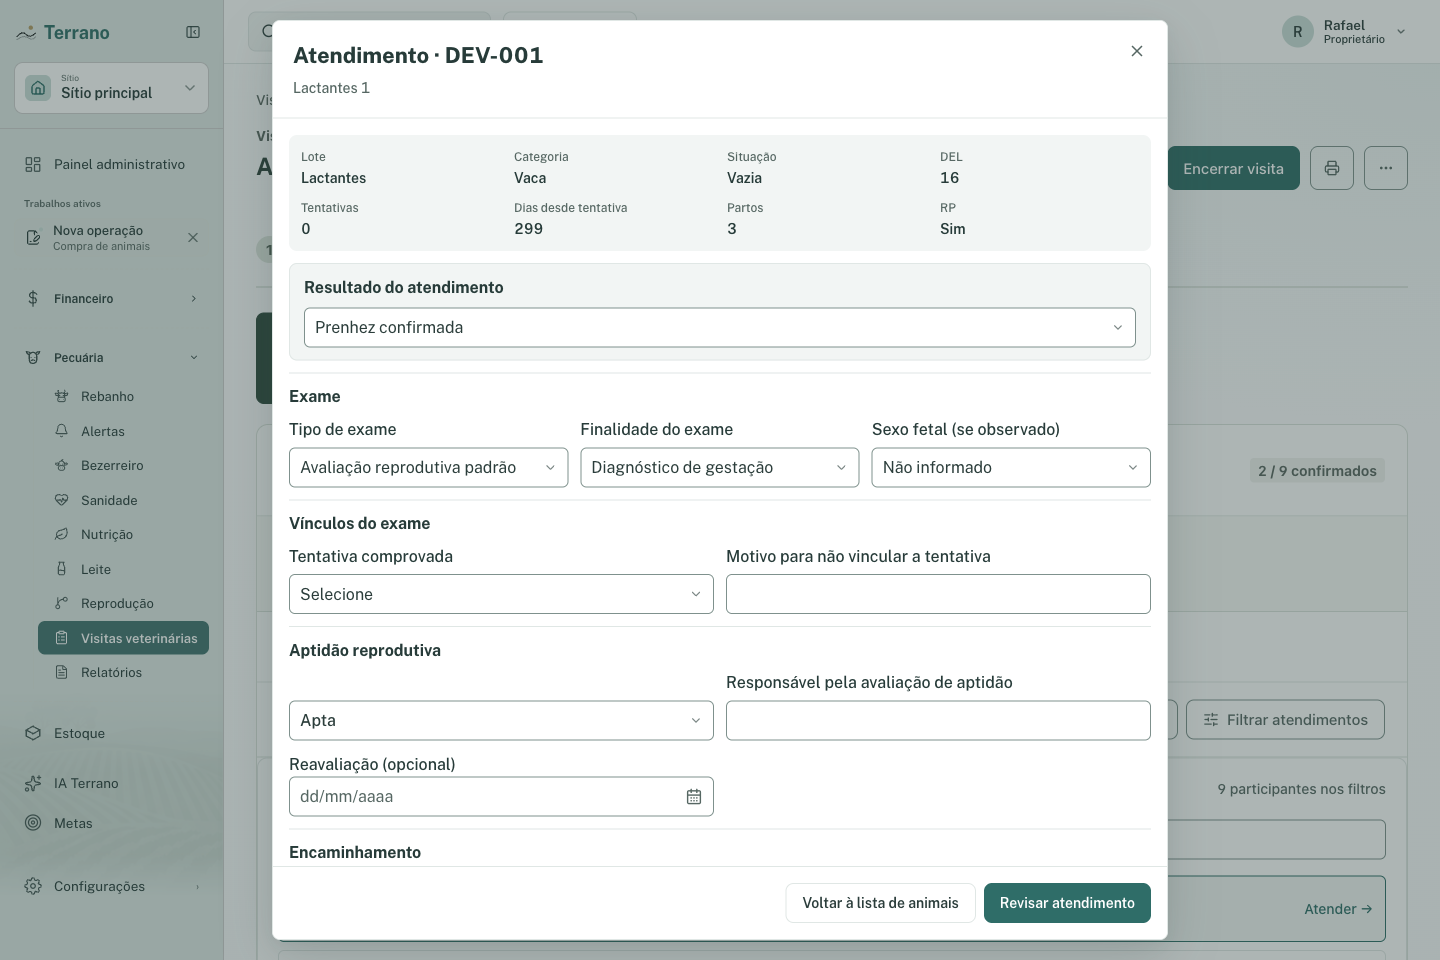 Terrano
Sítio
Sítio principal
Painel administrativo
Trabalhos ativos
Nova operação
Compra de animais
Financeiro
Pecuária
Rebanho
Alertas
Bezerreiro
Sanidade
Nutrição
Leite
Reprodução
Visitas veterinárias
Relatórios
Estoque
IA Terrano
Metas
Configurações
R
Rafael
Proprietário
Encerrar visita
Atendimento · DEV-001
Lactantes 1
Lote
Lactantes
Categoria
Vaca
Situação
Vazia
DEL
16
Tentativas
0
Dias desde tentativa
299
Partos
3
RP
Sim
Resultado do atendimento
Prenhez confirmada
Exame
Tipo de exame
Avaliação reprodutiva padrão
Finalidade do exame
Diagnóstico de gestação
Sexo fetal (se observado)
Não informado
Vínculos do exame
Tentativa comprovada
Selecione
Motivo para não vincular a tentativa
Aptidão reprodutiva
Apta
Responsável pela avaliação de aptidão
Reavaliação (opcional)
dd/mm/aaaa
Encaminhamento
Voltar à lista de animais
Revisar atendimento
2 / 9 confirmados
Filtrar atendimentos
9 participantes nos filtros
Atender →